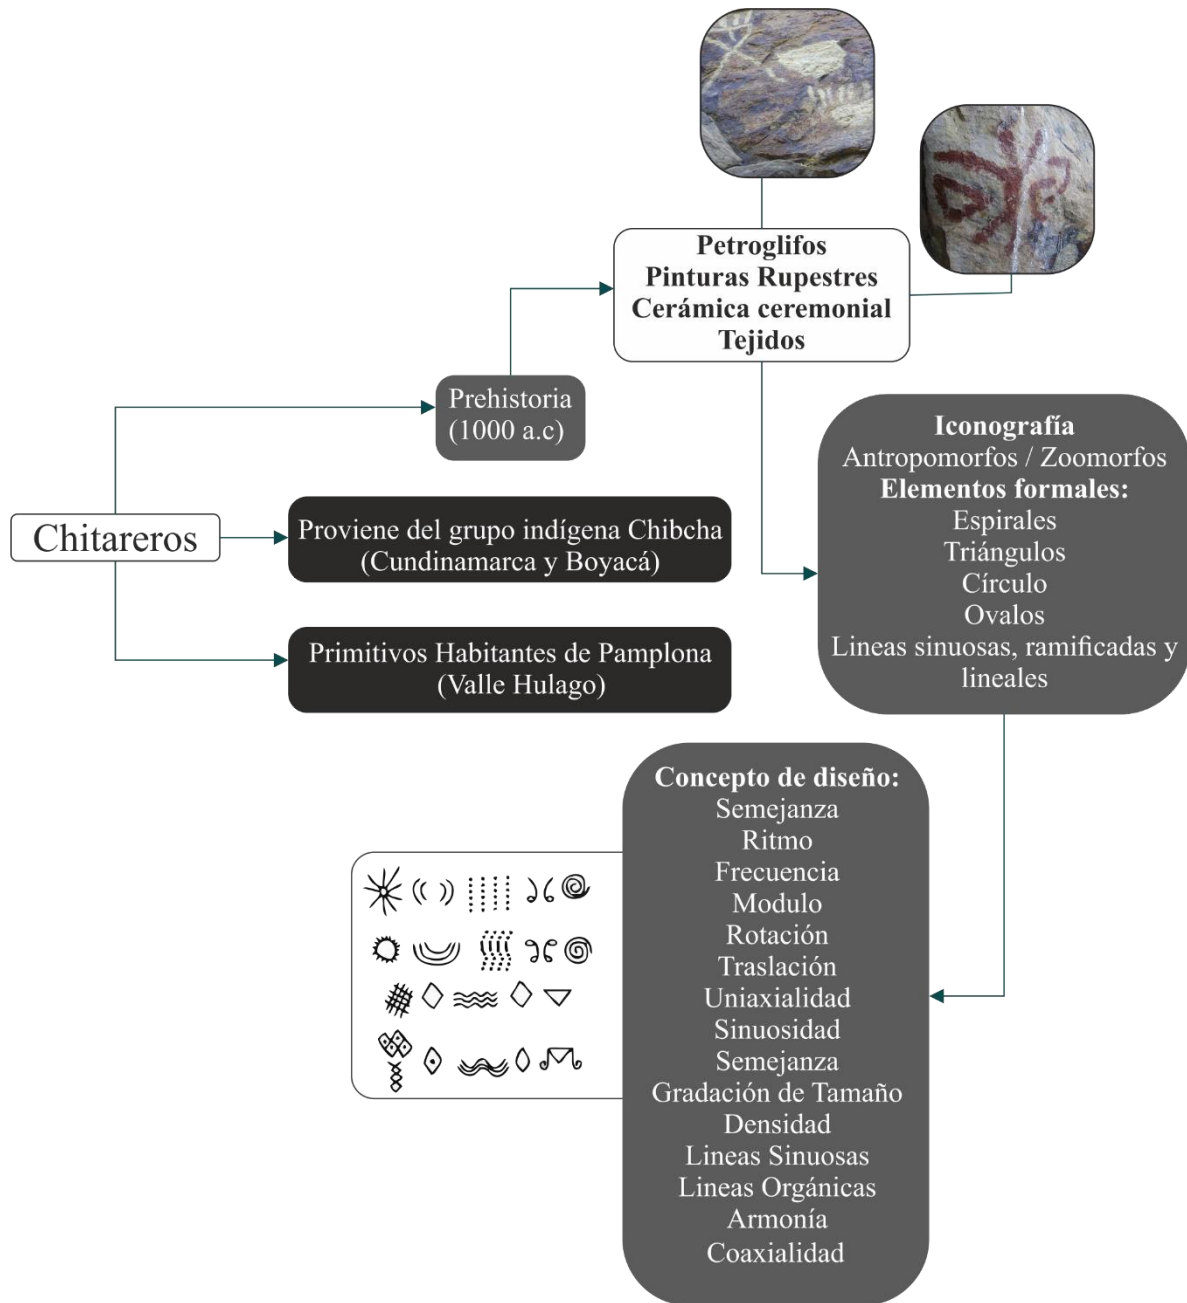 Petroglifos
Pinturas Rupestres
Cerámica ceremonial
Tejidos
Prehistoria
(1000 a.c)
Chitareros
Proviene del grupo indígena Chibcha
(Cundinamarca y Boyacá)
Primitivos Habitantes de Pamplona
(Valle Hulago)
Iconografía
Antropomorfos / Zoomorfos
Elementos formales:
Espirales
Triángulos
Círculo
Ovalos
Lineas sinuosas, ramificadas y
lineales
Concepto de diseño:
Semejanza
Ritmo
Frecuencia
Modulo
Rotación
Traslación
Uniaxialidad
Sinuosidad
Semejanza
Gradación de Tamaño
Densidad
Lineas Sinuosas
Lineas Orgánicas
Armonía
Coaxialidad